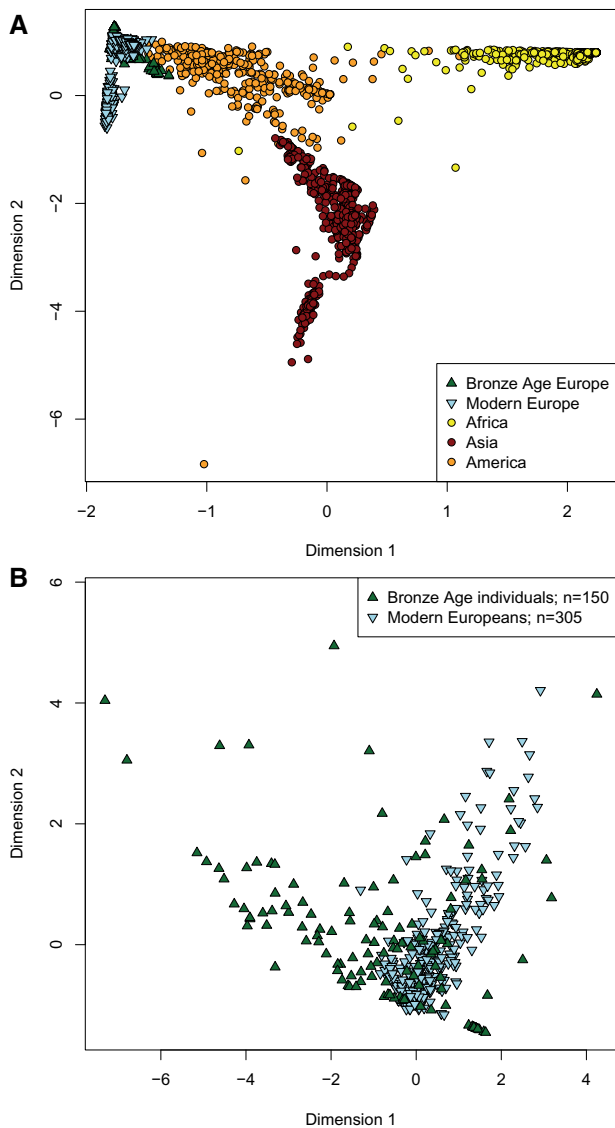 A
2
0
−2
−4
−6
Dimension 2
Bronze Age Europe
Modern Europe
Africa
Asia
America
−2 −1 0 1 2
Dimension 1
B
6
4
2
0
Dimension 2
Bronze Age individuals; n=150
Modern Europeans; n=305
−6 −4 −2 0 2 4
Dimension 1